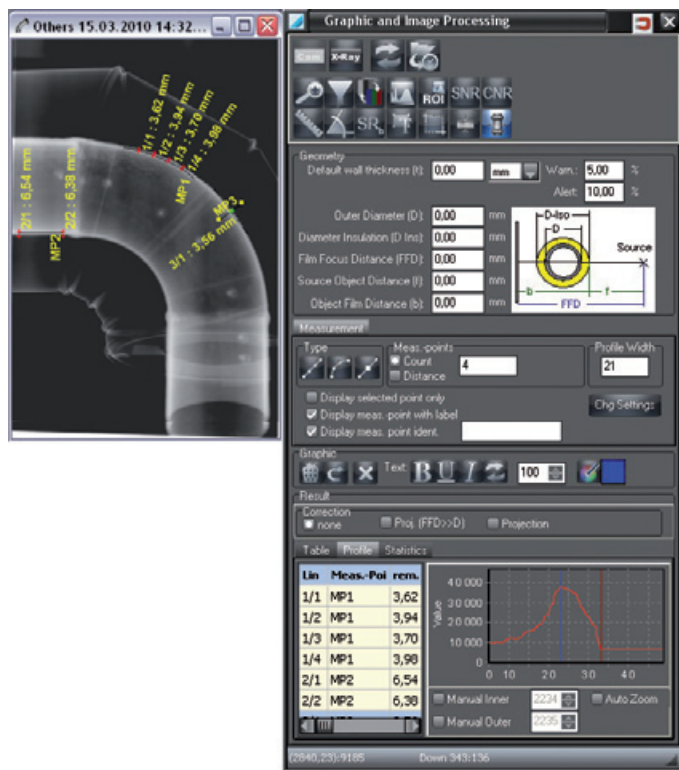 Others 15.03.2010 14:32...
1/1 : 3,62 mm
1/2 : 3,94 mm
1/3 : 3,70 mm
1/4 : 3,98 mm
MP1
2/1 : 6,54 mm
2/2 : 6,38 mm
MP2
MP3
3/1 : 3,56 mm
Graphic and Image Processing
X-Ray
ROI SNR CNR
SR
Geometry
Default wall thickness (t): 0,00 mm Warn.: 5,00 %
Alert: 10,00 %
Outer Diameter (D): 0,00 mm
Diameter Insulation (D Ins): 0,00 mm
Film Focus Distance (FFD): 0,00 mm
Source Object Distance (f): 0,00 mm
Object Film Distance (b): 0,00 mm
D-Iso
D
Source
b f
FFD
Measurement
Type Meas.-points Profile Width
Count 4 21
Distance
Display selected point only
Display meas. -point with label
Display meas. point ident.
Chg Settings
Graphic
Text: B U I 100
Result
Correction
none Proj. (FFD>>D) Projection
Table Profile Statistics
Lin Meas.-Poi rem.
1/1 MP1 3,62
1/2 MP1 3,94
1/3 MP1 3,70
1/4 MP1 3,98
2/1 MP2 6,54
2/2 MP2 6,38
Value
40 000
30 000
20 000
10 000
0
0 10 20 30 40
Manual Inner 2234 Auto Zoom
Manual Outer 2235
(2840,23):9185 Down 343:136